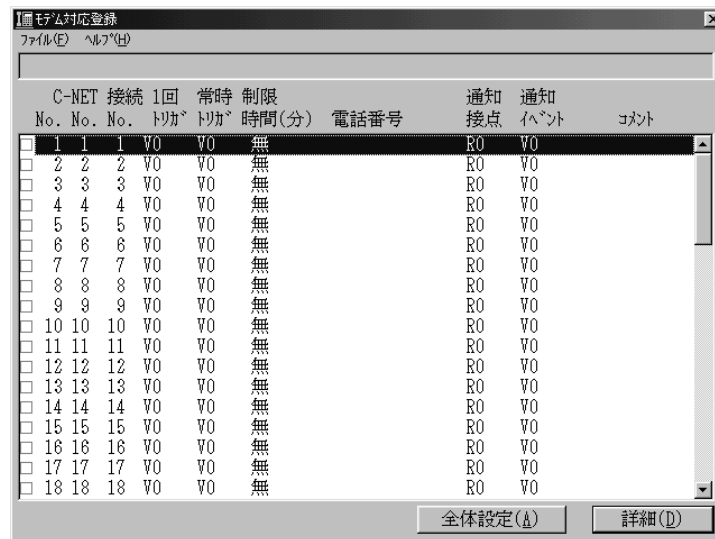 モデム対応登録
ファイル(F) ヘルプ(H)
C-NET 接続 1回 常時 制限 通知 通知
No. No. No. トリガ トリガ 時間(分) 電話番号 接点 イベント コメント
1 1 1 V0 V0 無 R0 V0
2 2 2 V0 V0 無 R0 V0
3 3 3 V0 V0 無 R0 V0
4 4 4 V0 V0 無 R0 V0
5 5 5 V0 V0 無 R0 V0
6 6 6 V0 V0 無 R0 V0
7 7 7 V0 V0 無 R0 V0
8 8 8 V0 V0 無 R0 V0
9 9 9 V0 V0 無 R0 V0
10 10 10 V0 V0 無 R0 V0
11 11 11 V0 V0 無 R0 V0
12 12 12 V0 V0 無 R0 V0
13 13 13 V0 V0 無 R0 V0
14 14 14 V0 V0 無 R0 V0
15 15 15 V0 V0 無 R0 V0
16 16 16 V0 V0 無 R0 V0
17 17 17 V0 V0 無 R0 V0
18 18 18 V0 V0 無 R0 V0
全体設定(A) 詳細(D)